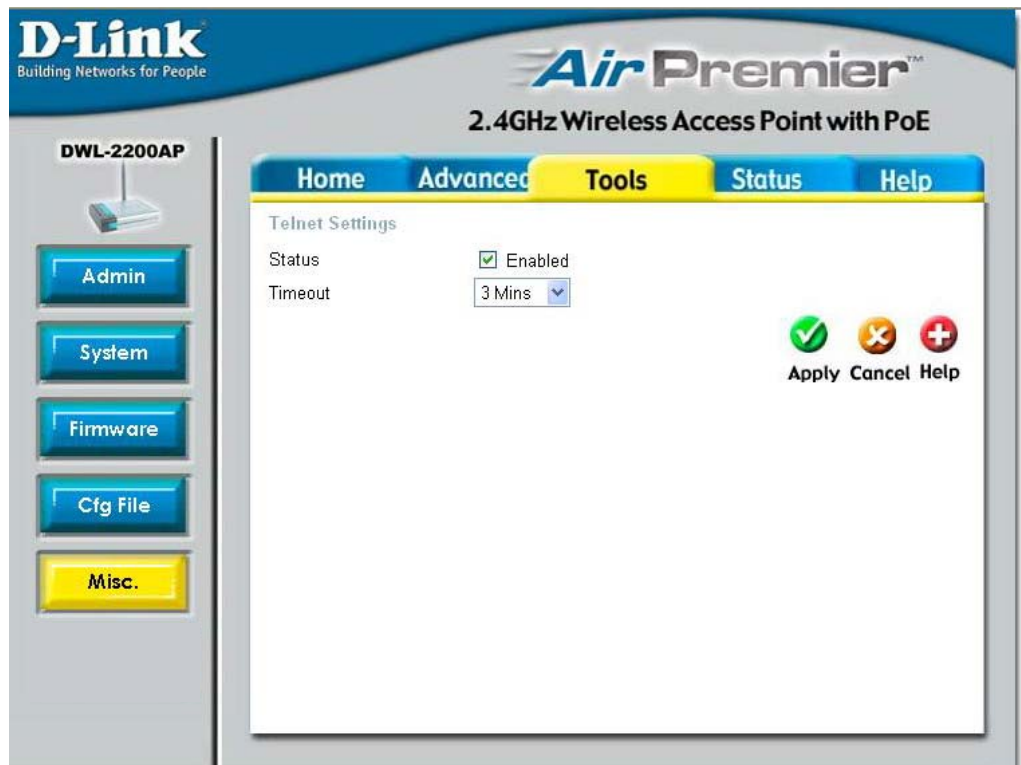 D-Link
Building Networks for People
Air Premier™
2.4GHz Wireless Access Point with PoE
DWL-2200AP
Home Advanced Tools Status Help
Telnet Settings
Status Enabled
Timeout 3 Mins
Apply Cancel Help
Admin
System
Firmware
Cfg File
Misc.